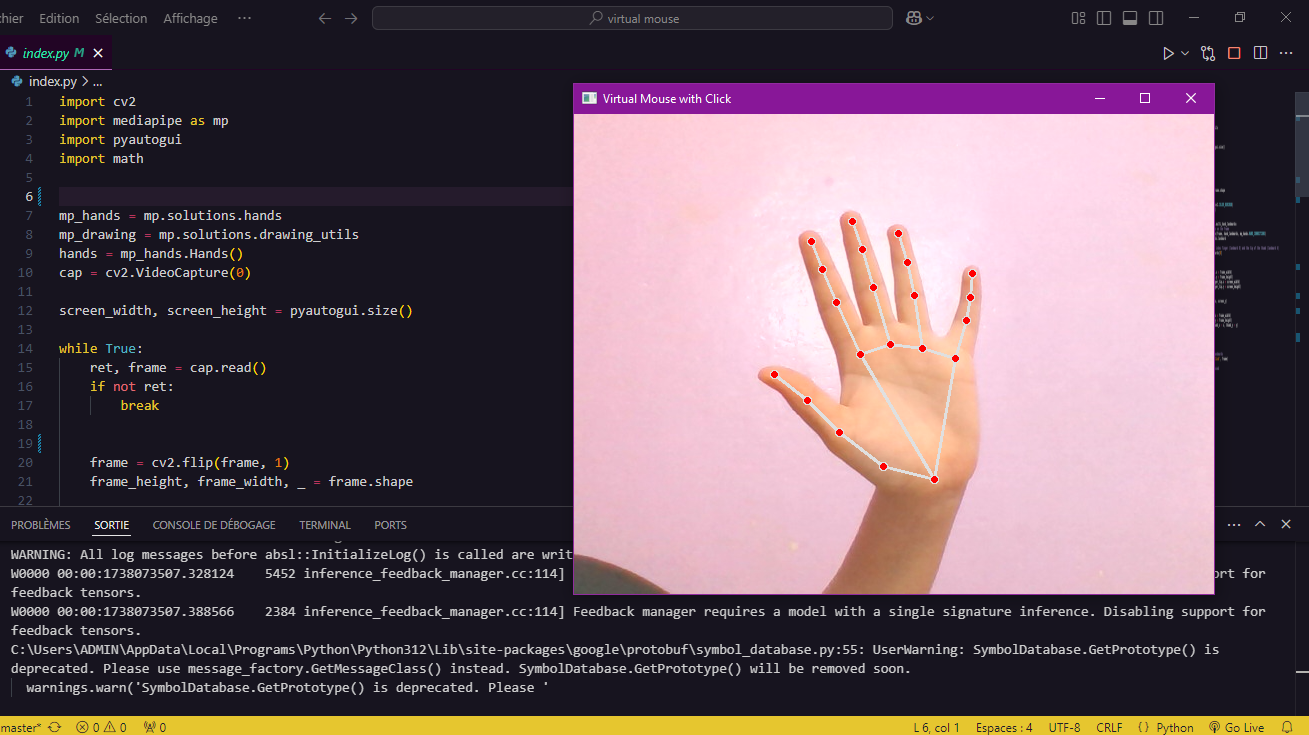 hier Edition Sélection Affichage ··· virtual mouse
index.py M
index.py > ...
1 import cv2
2 import mediapipe as mp
3 import pyautogui
4 import math
5
6
7 mp_hands = mp.solutions.hands
8 mp_drawing = mp.solutions.drawing_utils
9 hands = mp_hands.Hands()
10 cap = cv2.VideoCapture(0)
11
12 screen_width, screen_height = pyautogui.size()
13
14 while True:
15 ret, frame = cap.read()
16 if not ret:
17 break
18
19
20 frame = cv2.flip(frame, 1)
21 frame_height, frame_width, _ = frame.shape
22
Virtual Mouse with Click
PROBLÈMES SORTIE CONSOLE DE DÉBOGAGE TERMINAL PORTS
WARNING: All log messages before absl::InitializeLog() is called are writ
W0000 00:00:1738073507.328124 5452 inference_feedback_manager.cc:114] rt for
feedback tensors.
W0000 00:00:1738073507.388566 2384 inference_feedback_manager.cc:114] Feedback manager requires a model with a single signature inference. Disabling support for
feedback tensors.
C:\Users\ADMIN\AppData\Local\Programs\Python\Python312\Lib\site-packages\google\protobuf\symbol_database.py:55: UserWarning: SymbolDatabase.GetPrototype() is
deprecated. Please use message_factory.GetMessageClass() instead. SymbolDatabase.GetPrototype() will be removed soon.
warnings.warn('SymbolDatabase.GetPrototype() is deprecated. Please '
master* 0 0 0 L 6, col 1 Espaces : 4 UTF-8 CRLF { } Python Go Live